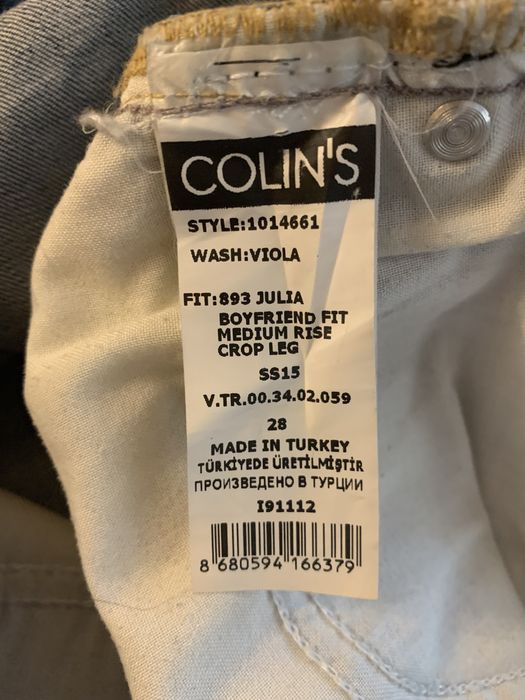 COLIN'S
STYLE:1014661
WASH:VIOLA
FIT:893 JULIA
BOYFRIEND FIT
MEDIUM RISE
CROP LEG
SS15
V.TR.00.34.02.059
28
MADE IN TURKEY
TÜRKİYEDE ÜRETİLMİŞTİR
ПРОИЗВЕДЕНО В ТУРЦИИ
I91112
8 680594 166379